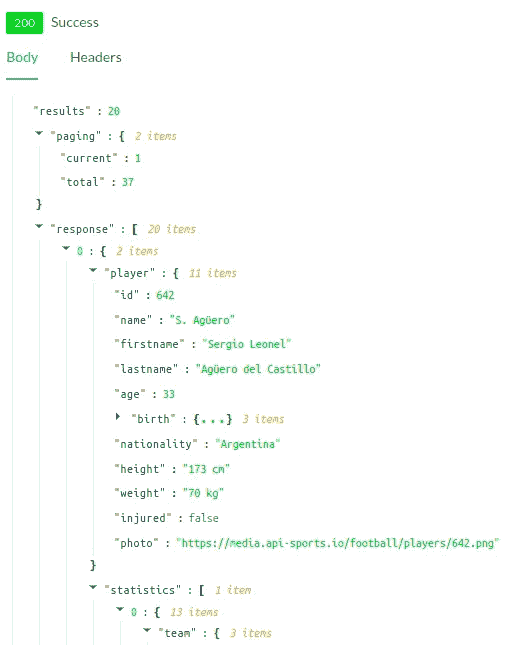 200 Success
Body Headers
"results" : 20
"paging" : { 2 items
"current" : 1
"total" : 37
}
"response" : [ 20 items
0 : { 2 items
"player" : { 11 items
"id" : 642
"name" : "S. Agüero"
"firstname" : "Sergio Leonel"
"lastname" : "Agüero del Castillo"
"age" : 33
"birth" : {...} 3 items
"nationality" : "Argentina"
"height" : "173 cm"
"weight" : "70 kg"
"injured" : false
"photo" : "https://media.api-sports.io/football/players/642.png"
}
"statistics" : [ 1 item
0 : { 13 items
"team" : { 3 items